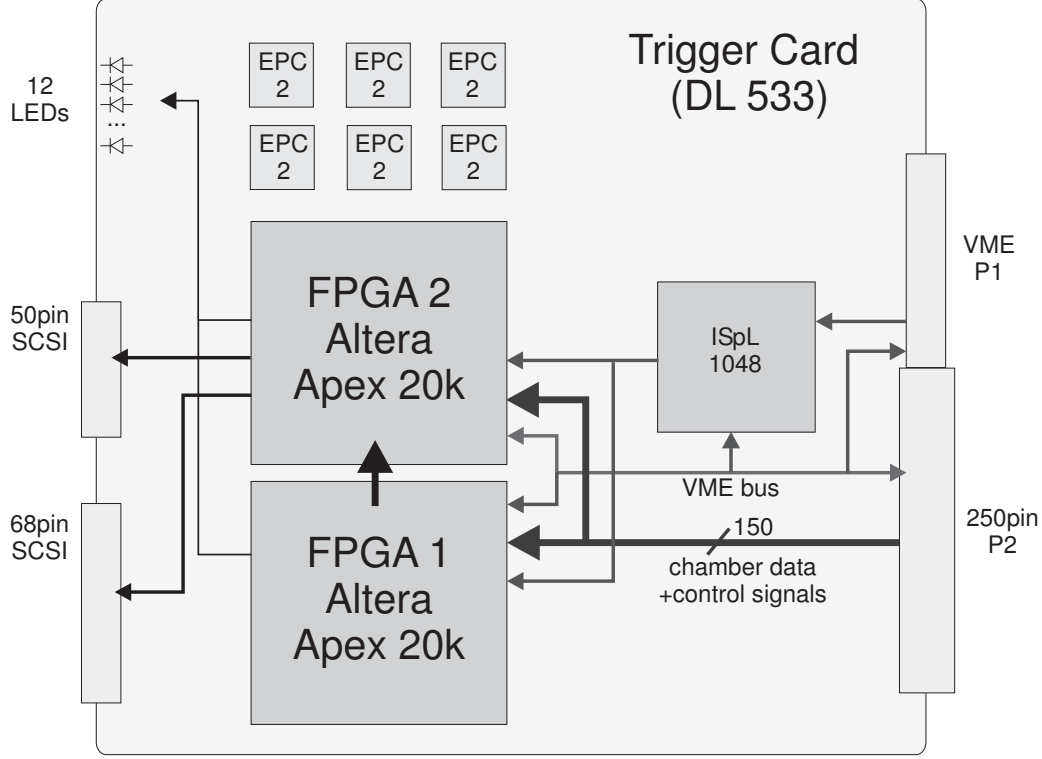 Trigger Card
(DL 533)
12
LEDs
...
EPC
2
EPC
2
EPC
2
EPC
2
EPC
2
EPC
2
VME
P1
50pin
SCSI
FPGA 2
Altera
Apex 20k
ISpL
1048
VME bus
68pin
SCSI
FPGA 1
Altera
Apex 20k
150
chamber data
+control signals
250pin
P2